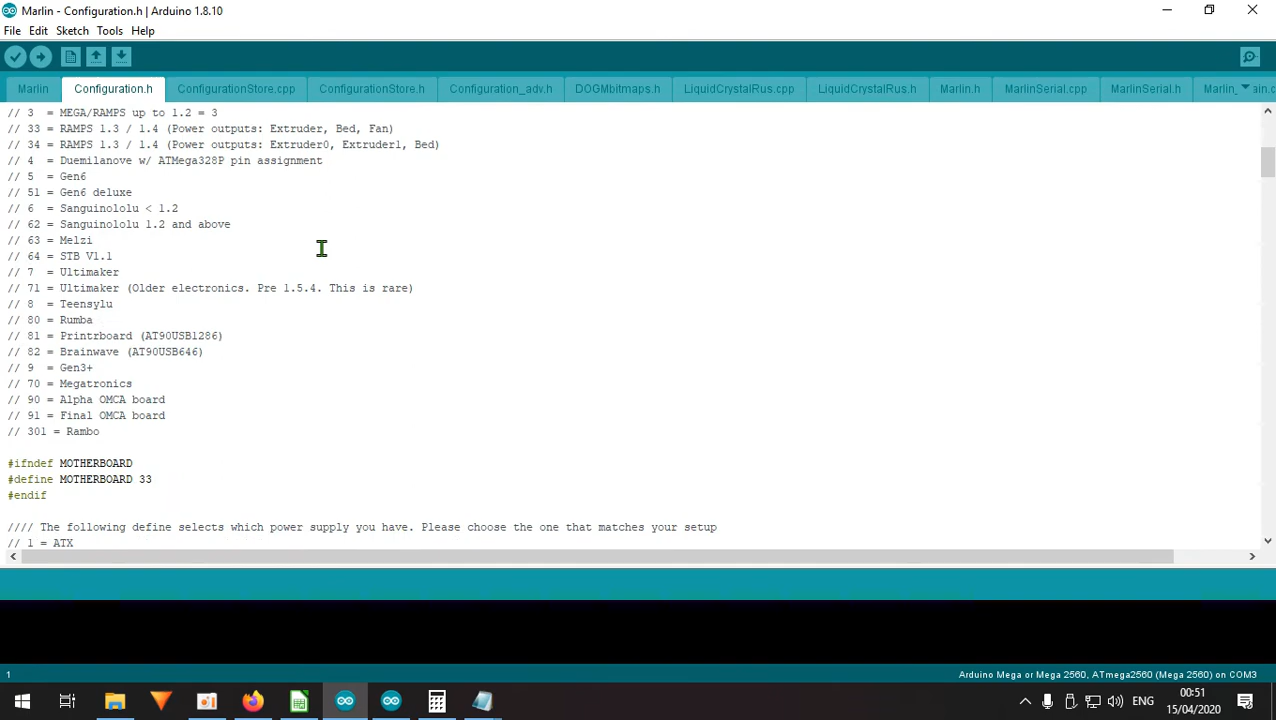 Marlin - Configuration.h | Arduino 1.8.10
File Edit Sketch Tools Help
Marlin Configuration.h ConfigurationStore.cpp ConfigurationStore.h Configuration_adv.h DOGMbitmaps.h LiquidCrystalRus.cpp LiquidCrystalRus.h Marlin.h MarlinSerial.cpp MarlinSerial.h Marlin_ ain.c
// 3 = MEGA/RAMPS up to 1.2 = 3
// 33 = RAMPS 1.3 / 1.4 (Power outputs: Extruder, Bed, Fan)
// 34 = RAMPS 1.3 / 1.4 (Power outputs: Extruder0, Extruder1, Bed)
// 4 = Duemilanove w/ ATMega328P pin assignment
// 5 = Gen6
// 51 = Gen6 deluxe
// 6 = Sanguinololu < 1.2
// 62 = Sanguinololu 1.2 and above
// 63 = Melzi
// 64 = STB V1.1
// 7 = Ultimaker
// 71 = Ultimaker (Older electronics. Pre 1.5.4. This is rare)
// 8 = Teensylu
// 80 = Rumba
// 81 = Printrboard (AT90USB1286)
// 82 = Brainwave (AT90USB646)
// 9 = Gen3+
// 70 = Megatronics
// 90 = Alpha OMCA board
// 91 = Final OMCA board
// 301 = Rambo
#ifndef MOTHERBOARD
#define MOTHERBOARD 33
#endif
//// The following define selects which power supply you have. Please choose the one that matches your setup
// 1 = ATX
1 Arduino Mega or Mega 2560, ATmega2560 (Mega 2560) on COM3
ENG 00:51
15/04/2020